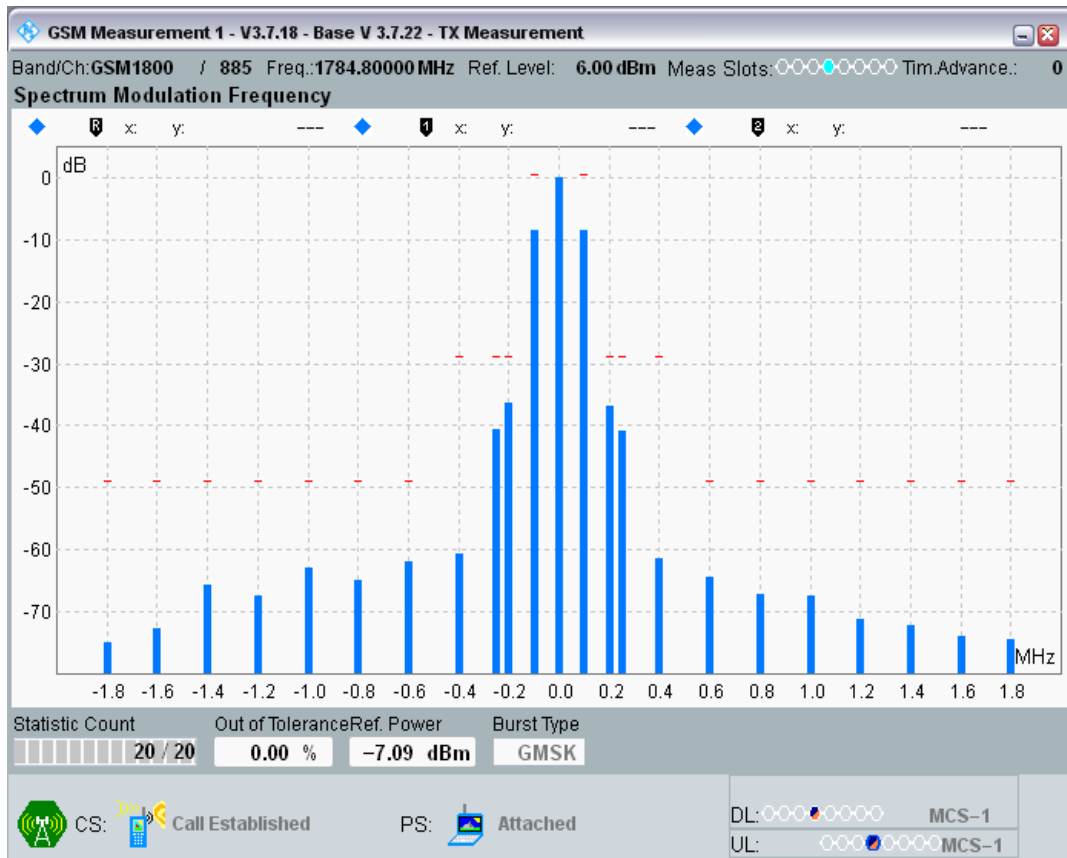 GSM Measurement 1 - V3.7.18 - Base V 3.7.22 - TX Measurement
Band/Ch:GSM1800 / 885 Freq.:1784.80000 MHz Ref. Level: 6.00 dBm Meas Slots: Tim.Advance.: 0
Spectrum Modulation Frequency
R x: y: --- 1 x: y: --- 2 x: y: ---
dB
0
-10
-20
-30
-40
-50
-60
-70
MHz
-1.8 -1.6 -1.4 -1.2 -1.0 -0.8 -0.6 -0.4 -0.2 0.0 0.2 0.4 0.6 0.8 1.0 1.2 1.4 1.6 1.8
Statistic Count Out of Tolerance Ref. Power Burst Type
20 / 20 0.00 % −7.09 dBm GMSK
CS: Call Established PS: Attached
DL: MCS−1
UL: MCS−1